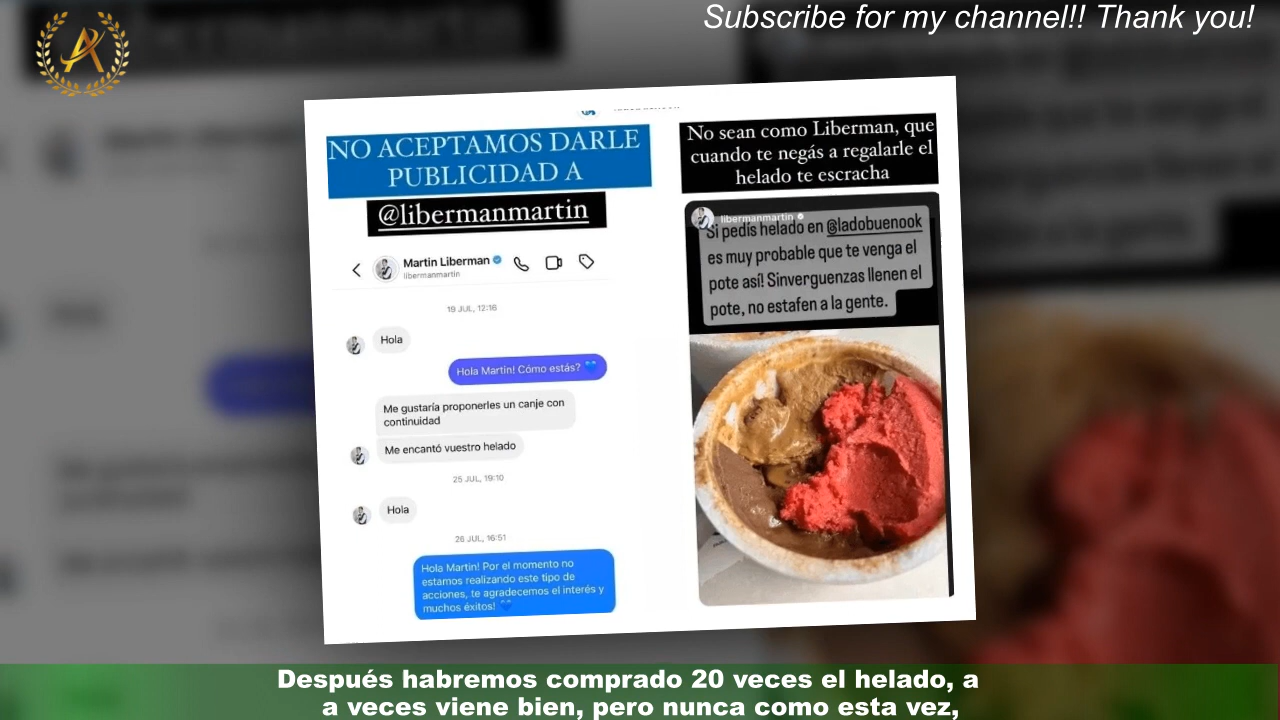 Subscribe for my channel!! Thank you!
NO ACEPTAMOS DARLE
PUBLICIDAD A
@libermanmartin
Martin Liberman
libermanmartin
19 JUL, 12:16
Hola
Hola Martin! Cómo estás? 💙
Me gustaría proponerles un canje con
continuidad
Me encantó vuestro helado
25 JUL, 19:10
Hola
26 JUL, 16:51
Hola Martin! Por el momento no
estamos realizando este tipo de
acciones, te agradecemos el interés y
muchos éxitos! 💙
No sean como Liberman, que
cuando te negás a regalarle el
helado te escracha
libermanmartin
Si pedís helado en @ladobuenook
es muy probable que te venga el
pote así! Sinverguenzas llenen el
pote, no estafen a la gente.
Después habremos comprado 20 veces el helado, a
a veces viene bien, pero nunca como esta vez,